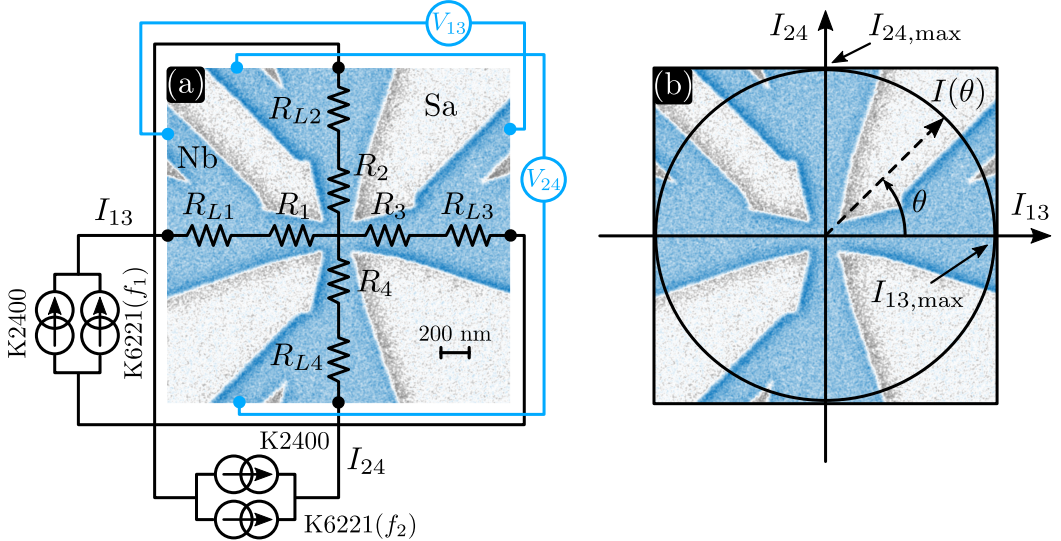 V13
(a)
RL2
Sa
Nb
R2
V24
I13
RL1
R1
R3
RL3
R4
K2400
K6221(f1)
200 nm
RL4
K2400
I24
K6221(f2)
I24
I24,max
(b)
I(θ)
θ
I13
I13,max